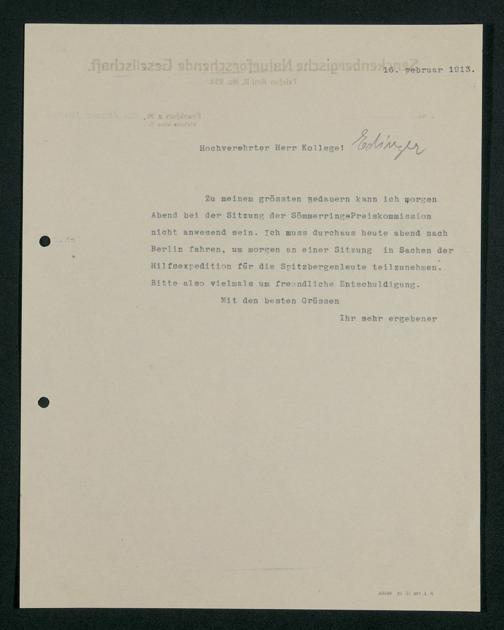 Senckenbergische Naturforschende Gesellschaft.
16. Februar 1913.
Hochverehrter Herr Kollege! Edinger
Zu meinem grössten Bedauern kann ich morgen
Abend bei der Sitzung der SömmerringePreiskommission
nicht anwesend sein. Ich muss durchaus heute abend nach
Berlin fahren, um morgen an einer Sitzung in Sachen der
Hilfsexpedition für die Spitzbergenleute teilzunehmen.
Bitte also vielmals um freundliche Entschuldigung.
Mit den besten Grüssen
Ihr sehr ergebener